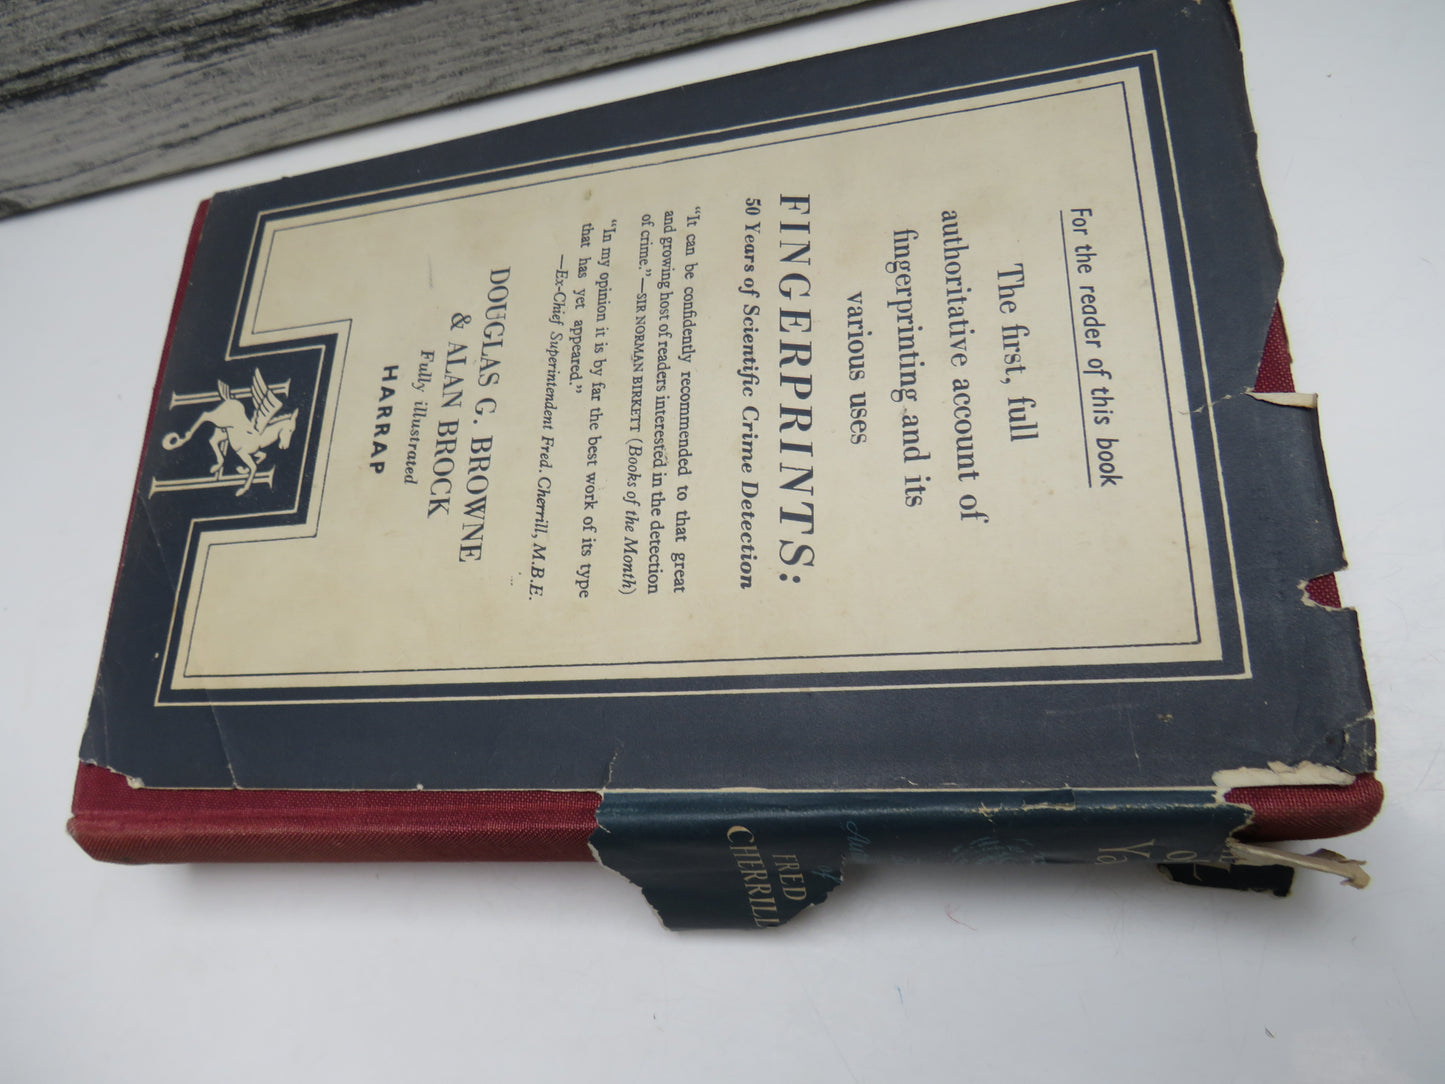 For the reader of this book
The first, full
authoritative account of
fingerprinting and its
various uses
FINGERPRINTS:
50 Years of Scientific Crime Detection
“It can be confidently recommended to that great
and growing host of readers interested in the detection
of crime.”—SIR NORMAN BIRKETT (Books of the Month)
“In my opinion it is by far the best work of its type
that has yet appeared.”
—Ex-Chief Superintendent Fred. Cherrill, M.B.E.
DOUGLAS G. BROWNE
& ALAN BROCK
Fully illustrated
HARRAP
of
FRED
CHERRILL